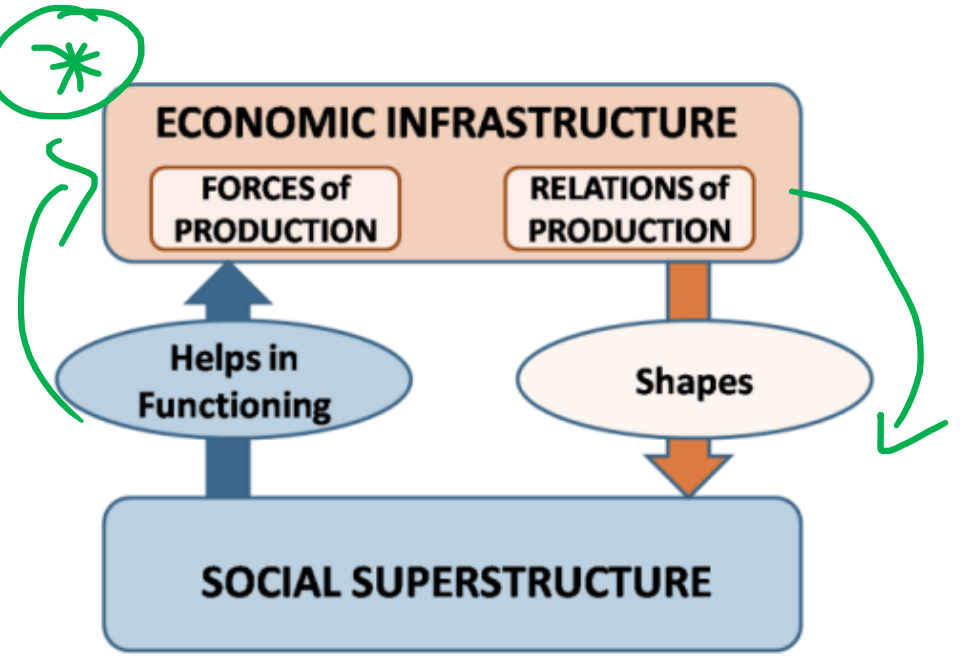 ECONOMIC INFRASTRUCTURE
FORCES of
PRODUCTION
RELATIONS of
PRODUCTION
Helps in
Functioning
Shapes
SOCIAL SUPERSTRUCTURE